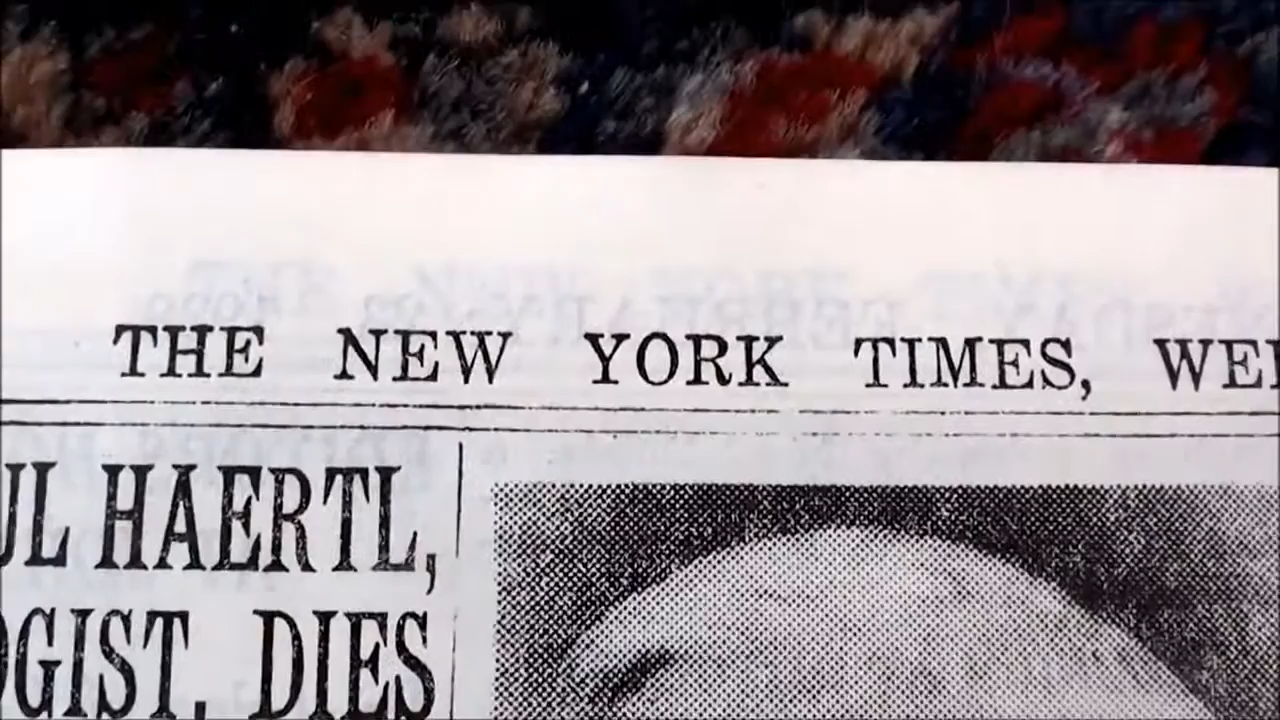 THE NEW YORK TIMES, WE
UL HAERTL,
OGIST, DIES